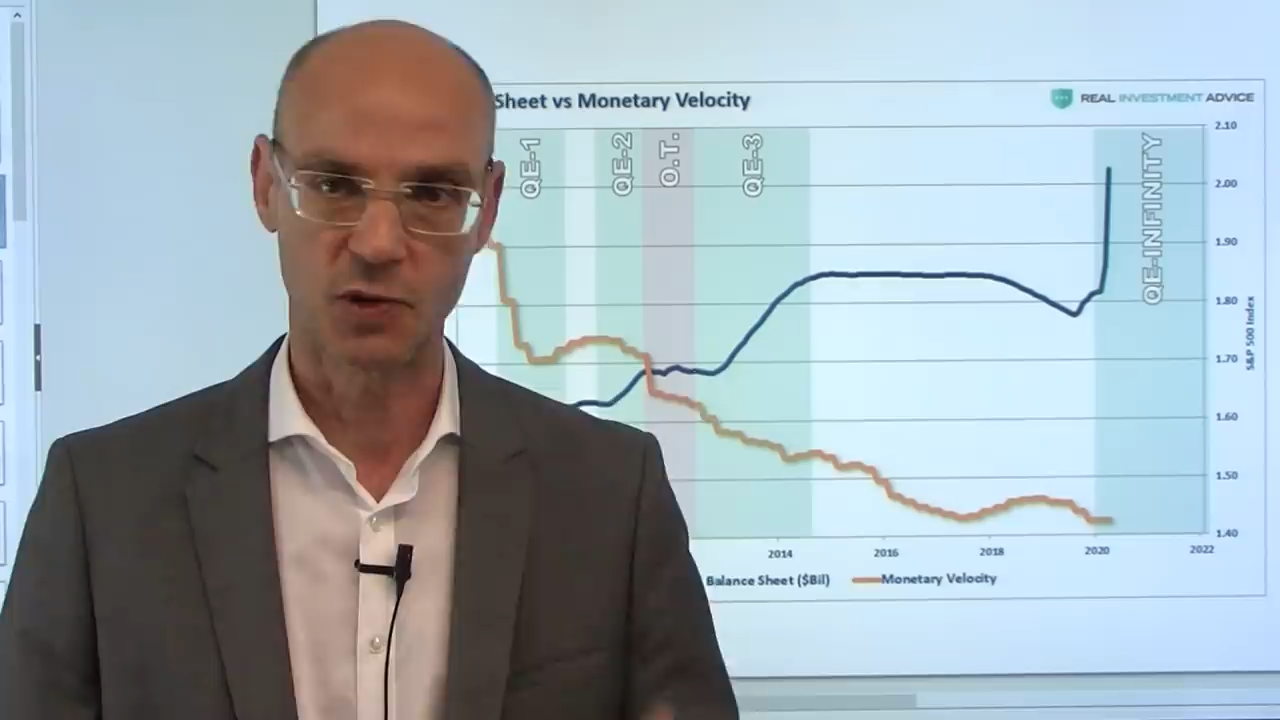 Sheet vs Monetary Velocity
REAL INVESTMENT ADVICE
QE-1
QE-2
O.T.
QE-3
QE-INFINITY
2.10
2.00
1.90
1.80
1.70
1.60
1.50
1.40
S&P 500 Index
2014
2016
2018
2020
2022
Balance Sheet ($Bil)
Monetary Velocity